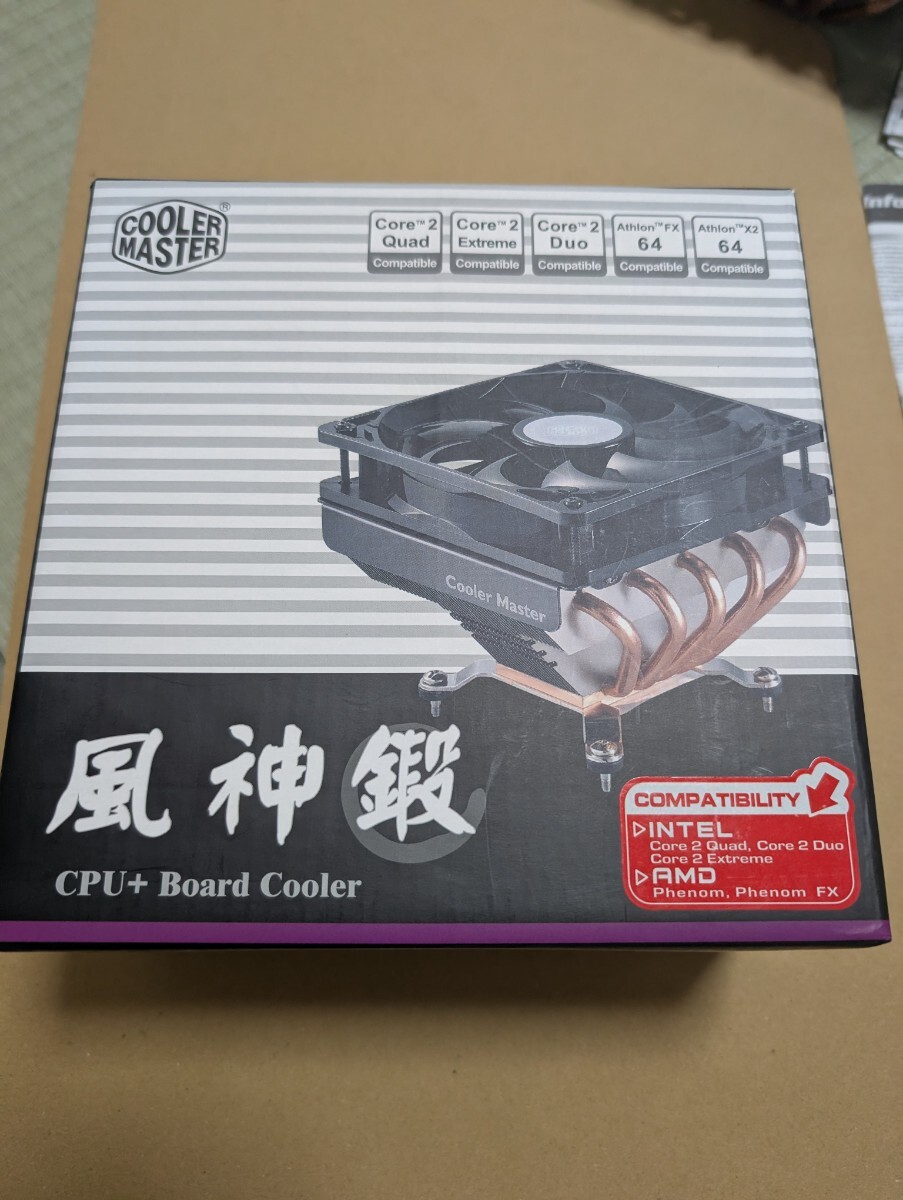 COOLER
MASTER®
Core™2
Quad
Compatible
Core™2
Extreme
Compatible
Core™2
Duo
Compatible
Athlon™FX
64
Compatible
Athlon™X2
64
Compatible
Cooler Master
風神鍛
CPU+ Board Cooler
COMPATIBILITY
INTEL
Core 2 Quad, Core 2 Duo
Core 2 Extreme
AMD
Phenom, Phenom FX